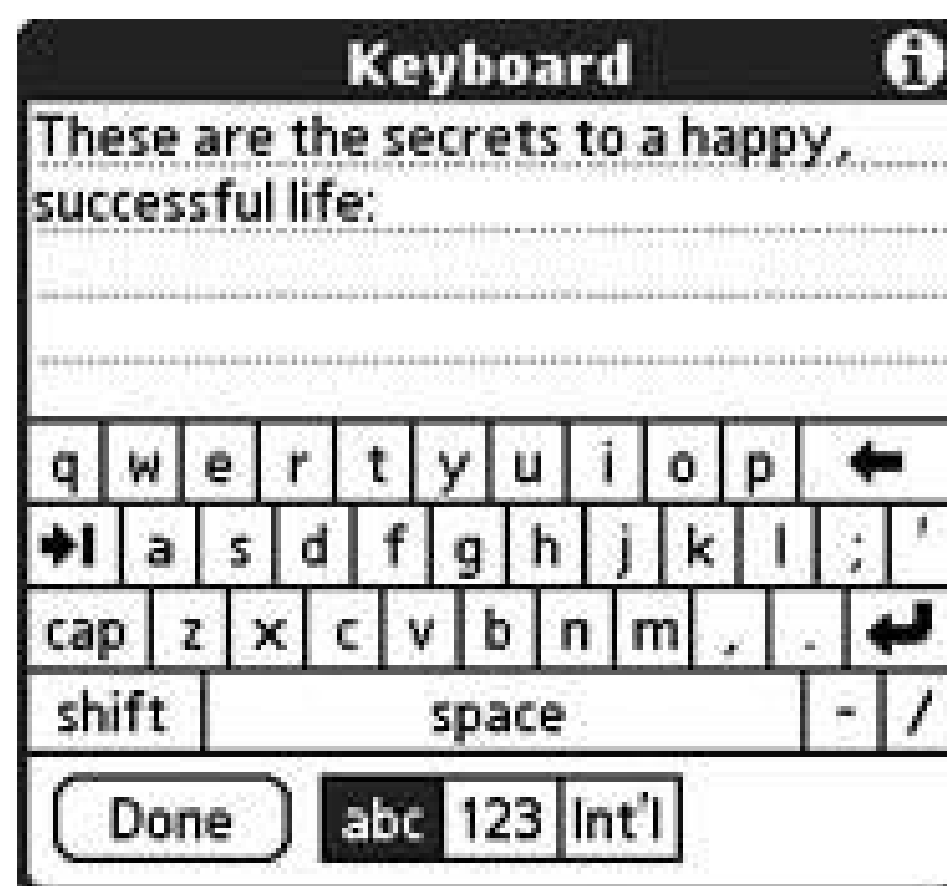 Keyboard
These are the secrets to a happy,
successful life:
q w e r t y u i o p
a s d f g h j k l ; '
cap z x c v b n m , .
shift space - /
Done abc 123 Int'l